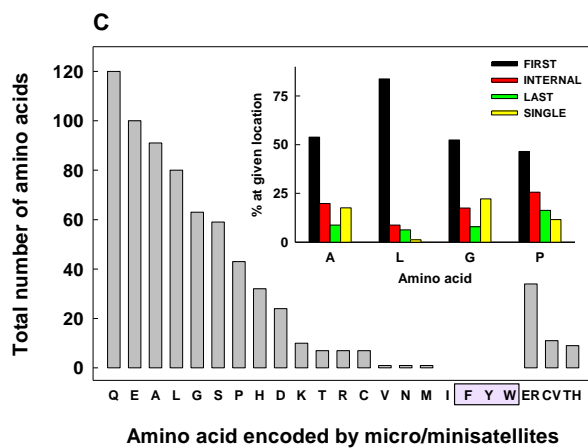 C
Total number of amino acids
120
100
80
60
40
20
0
% at given location
75
50
25
0
FIRST
INTERNAL
LAST
SINGLE
A L G P
Amino acid
Q E A L G S P H D K T R C V N M I F Y W ER CV TH
Amino acid encoded by micro/minisatellites